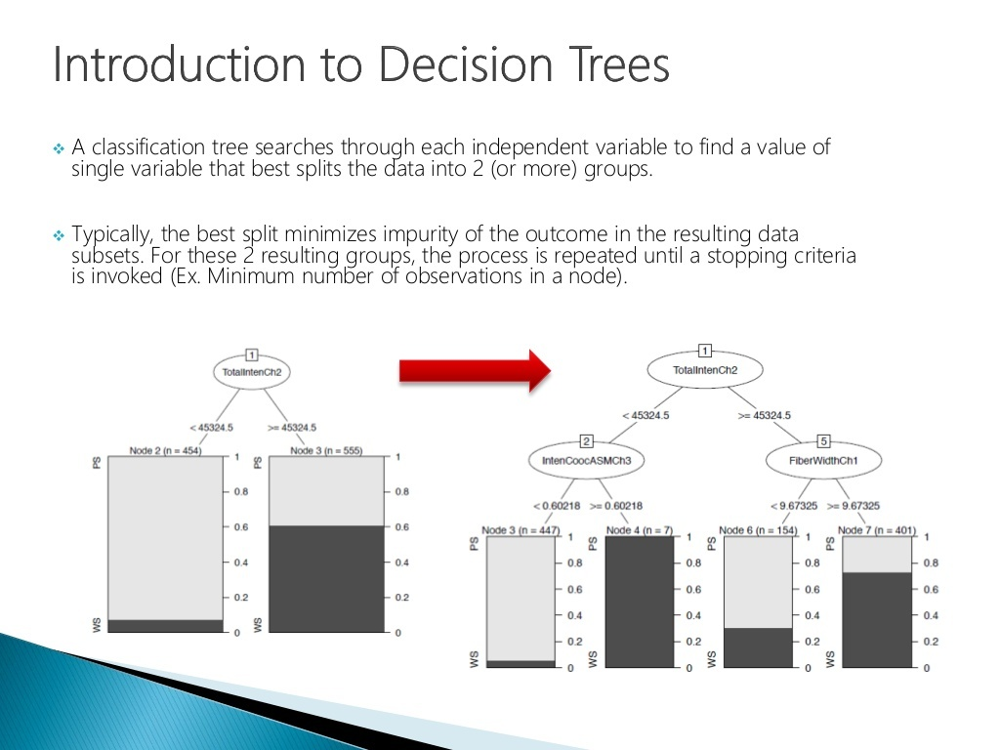 Introduction to Decision Trees
❖ A classification tree searches through each independent variable to find a value of
single variable that best splits the data into 2 (or more) groups.
❖ Typically, the best split minimizes impurity of the outcome in the resulting data
subsets. For these 2 resulting groups, the process is repeated until a stopping criteria
is invoked (Ex. Minimum number of observations in a node).
1
TotalIntenCh2
< 45324.5 >= 45324.5
Node 2 (n = 454)
PS
WS
1
0.8
0.6
0.4
0.2
0
Node 3 (n = 555)
PS
WS
1
0.8
0.6
0.4
0.2
0
1
TotalIntenCh2
< 45324.5 >= 45324.5
2
IntenCoocASMCh3
5
FiberWidthCh1
< 0.60218 >= 0.60218
< 9.67325 >= 9.67325
Node 3 (n = 447)
PS
WS
1
0.8
0.6
0.4
0.2
0
Node 4 (n = 7)
PS
WS
1
0.8
0.6
0.4
0.2
0
Node 6 (n = 154)
PS
WS
1
0.8
0.6
0.4
0.2
0
Node 7 (n = 401)
PS
WS
1
0.8
0.6
0.4
0.2
0